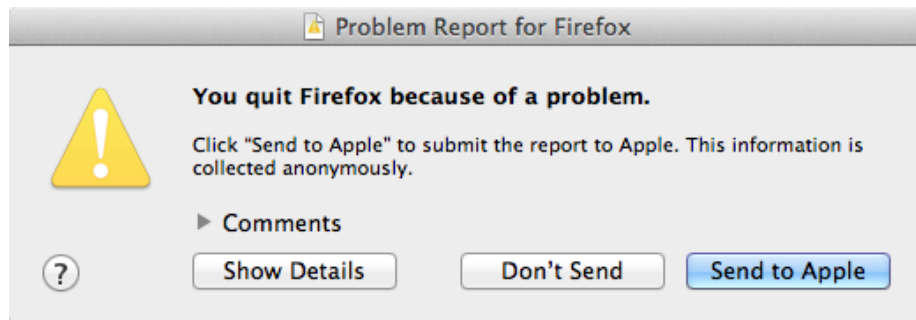 Problem Report for Firefox
You quit Firefox because of a problem.
Click “Send to Apple” to submit the report to Apple. This information is
collected anonymously.
Comments
?
Show Details
Don’t Send
Send to Apple